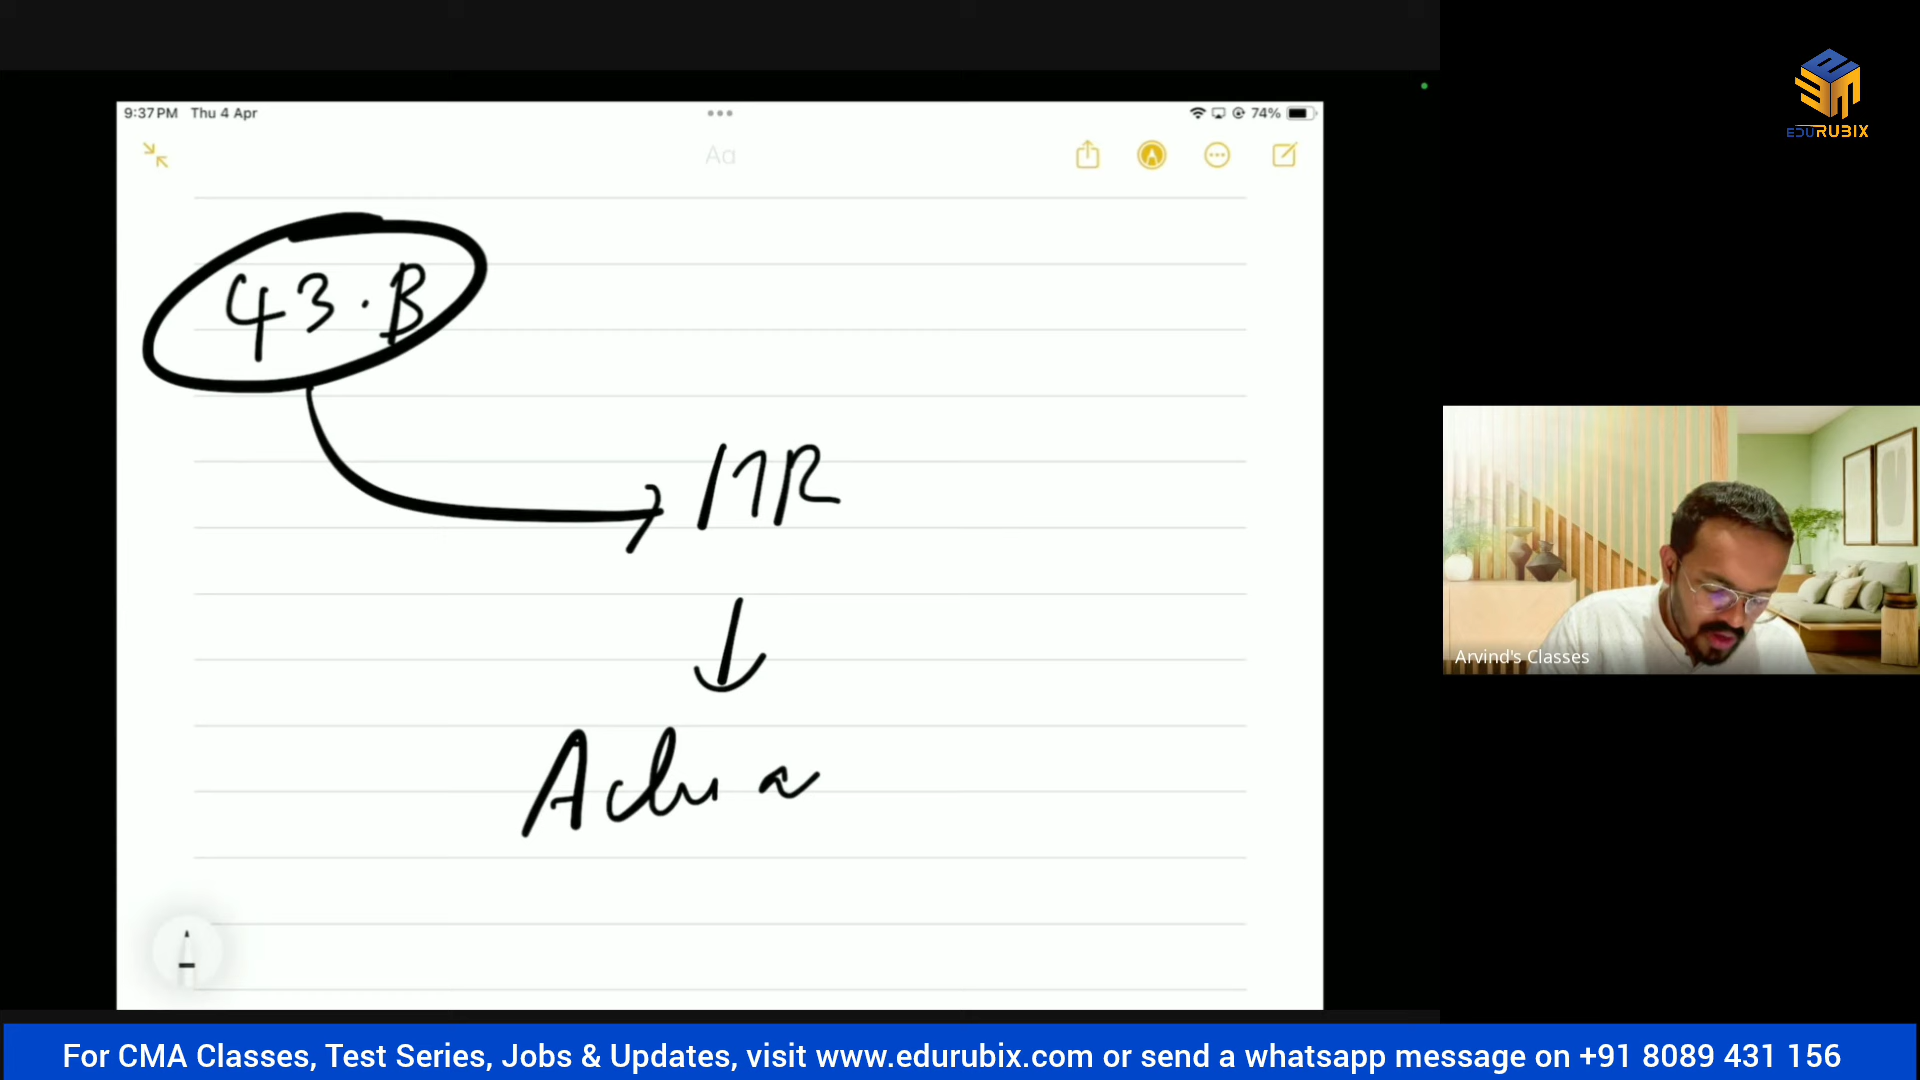 9:37 PM Thu 4 Apr
74%
Aa
EDURUBIX
43.B
ITR
Actua
Arvind's Classes
For CMA Classes, Test Series, Jobs & Updates, visit www.edurubix.com or send a whatsapp message on +91 8089 431 156